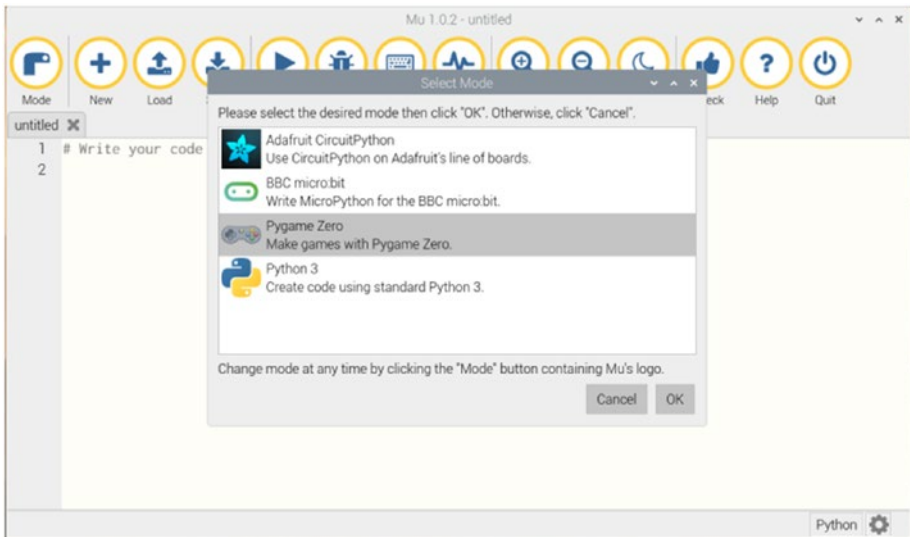 Mu 1.0.2 - untitled
Mode New Load eck Help Quit
untitled
Select Mode
1 # Write your code
2
Please select the desired mode then click "OK". Otherwise, click "Cancel".
Adafruit CircuitPython
Use CircuitPython on Adafruit's line of boards.
BBC micro:bit
Write MicroPython for the BBC micro:bit.
Pygame Zero
Make games with Pygame Zero.
Python 3
Create code using standard Python 3.
Change mode at any time by clicking the "Mode" button containing Mu's logo.
Cancel OK
Python